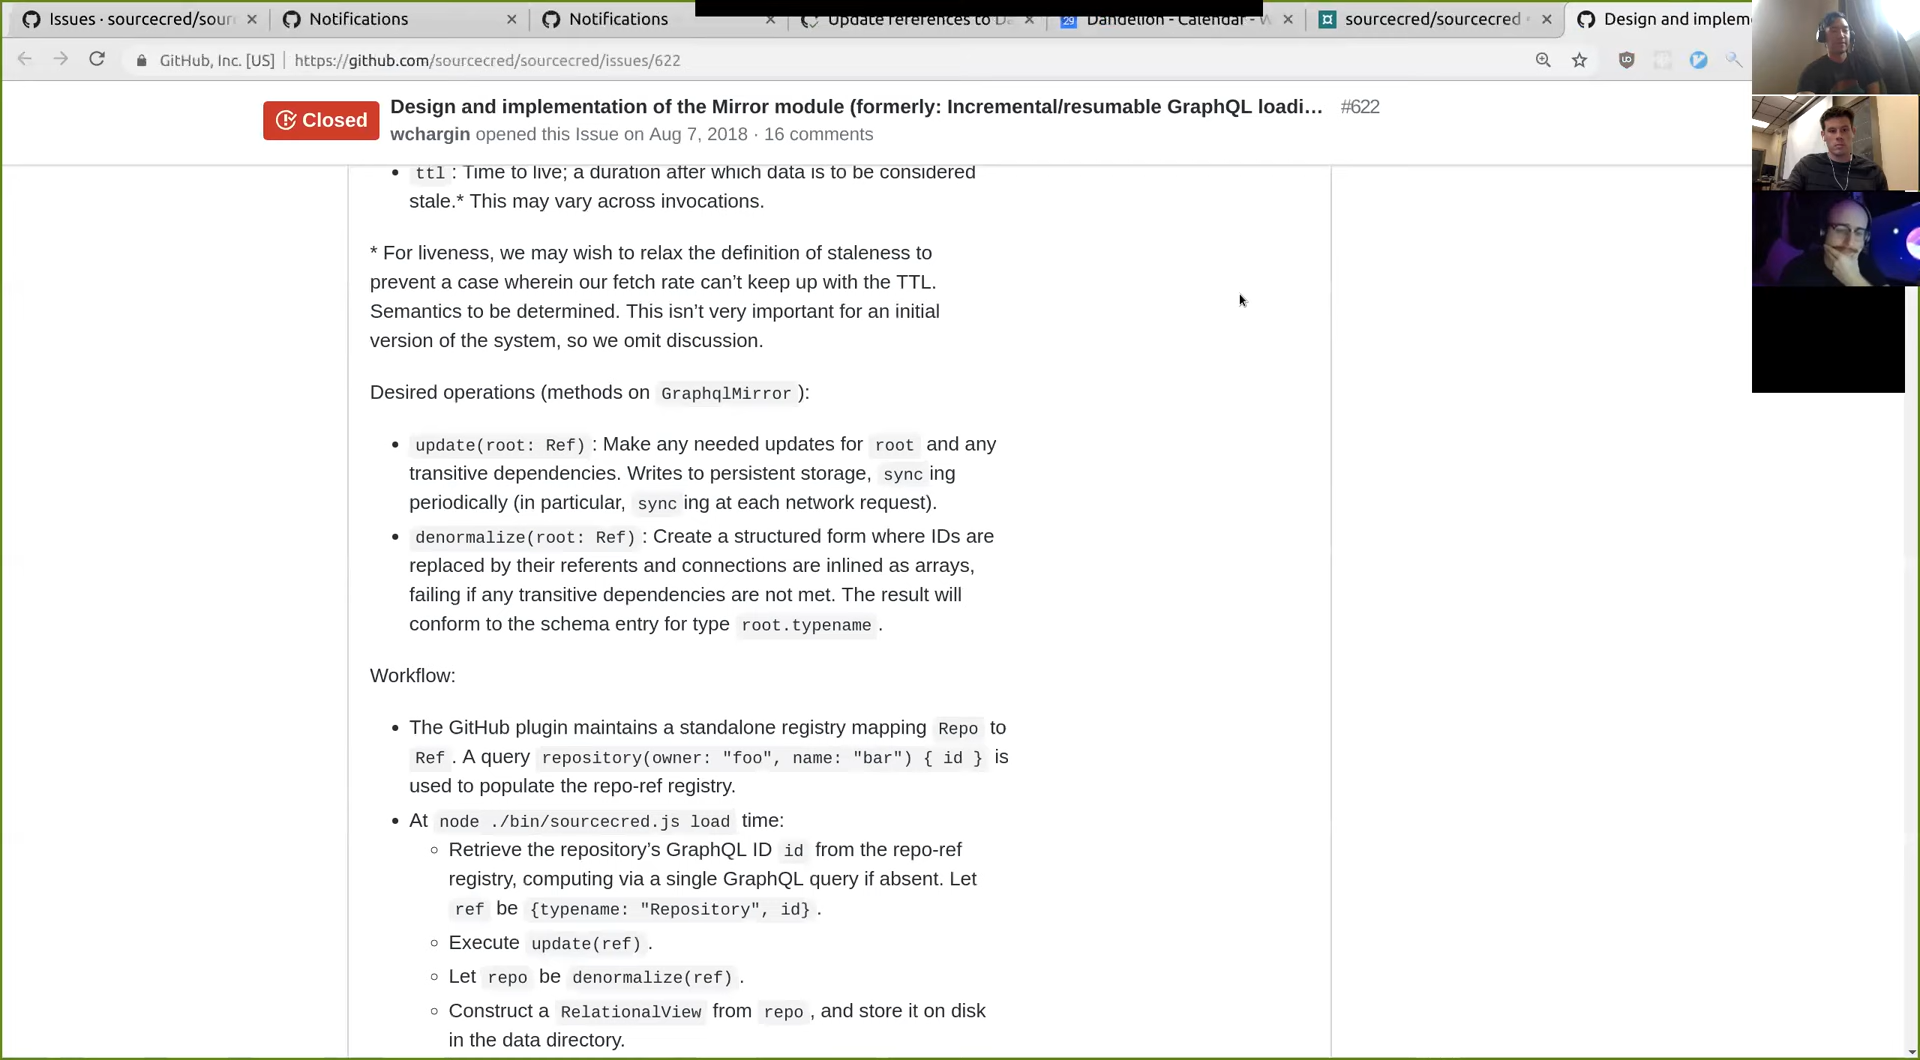 Issues · sourcecred/sour
Notifications
Notifications
Update references to Da
Dandelion - Calendar - W
sourcecred/sourcecred
Design and implem
GitHub, Inc. [US]
https://github.com/sourcecred/sourcecred/issues/622
Closed
Design and implementation of the Mirror module (formerly: Incremental/resumable GraphQL loadi… #622
wchargin opened this Issue on Aug 7, 2018 · 16 comments
• ttl : Time to live; a duration after which data is to be considered
stale.* This may vary across invocations.
* For liveness, we may wish to relax the definition of staleness to
prevent a case wherein our fetch rate can’t keep up with the TTL.
Semantics to be determined. This isn’t very important for an initial
version of the system, so we omit discussion.
Desired operations (methods on GraphqlMirror ):
• update(root: Ref) : Make any needed updates for root and any
transitive dependencies. Writes to persistent storage, sync ing
periodically (in particular, sync ing at each network request).
• denormalize(root: Ref) : Create a structured form where IDs are
replaced by their referents and connections are inlined as arrays,
failing if any transitive dependencies are not met. The result will
conform to the schema entry for type root.typename .
Workflow:
• The GitHub plugin maintains a standalone registry mapping Repo to
Ref . A query repository(owner: "foo", name: "bar") { id } is
used to populate the repo-ref registry.
• At node ./bin/sourcecred.js load time:
◦ Retrieve the repository’s GraphQL ID id from the repo-ref
registry, computing via a single GraphQL query if absent. Let
ref be {typename: "Repository", id} .
◦ Execute update(ref) .
◦ Let repo be denormalize(ref) .
◦ Construct a RelationalView from repo , and store it on disk
in the data directory.